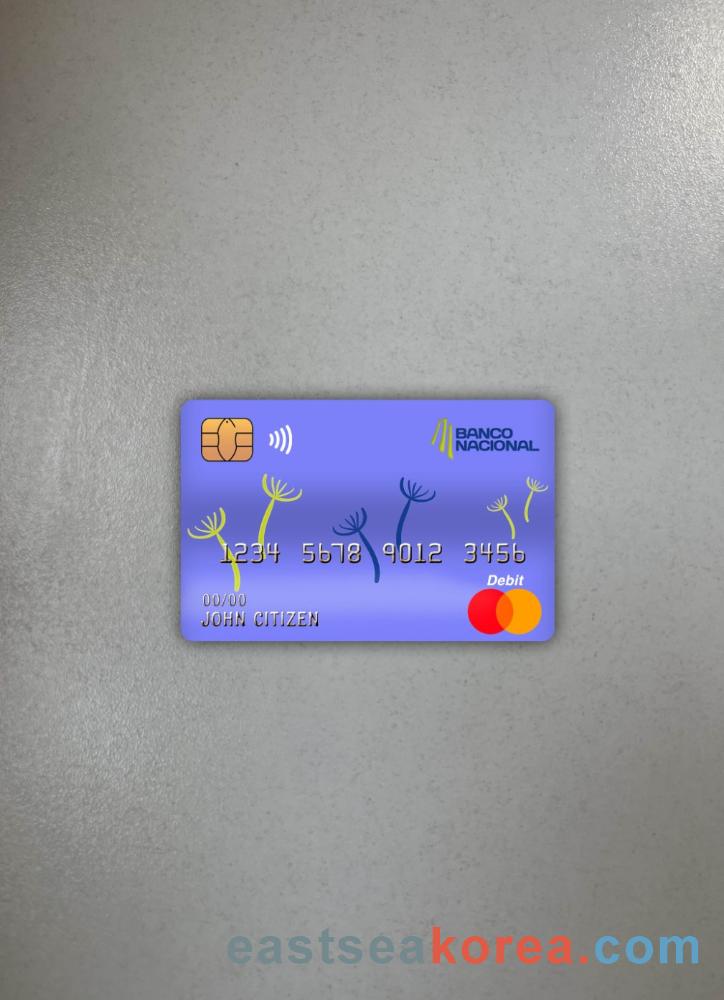 BANCO
NACIONAL
1234 5678 9012 3456
Debit
00/00
JOHN CITIZEN
eastseakorea.com